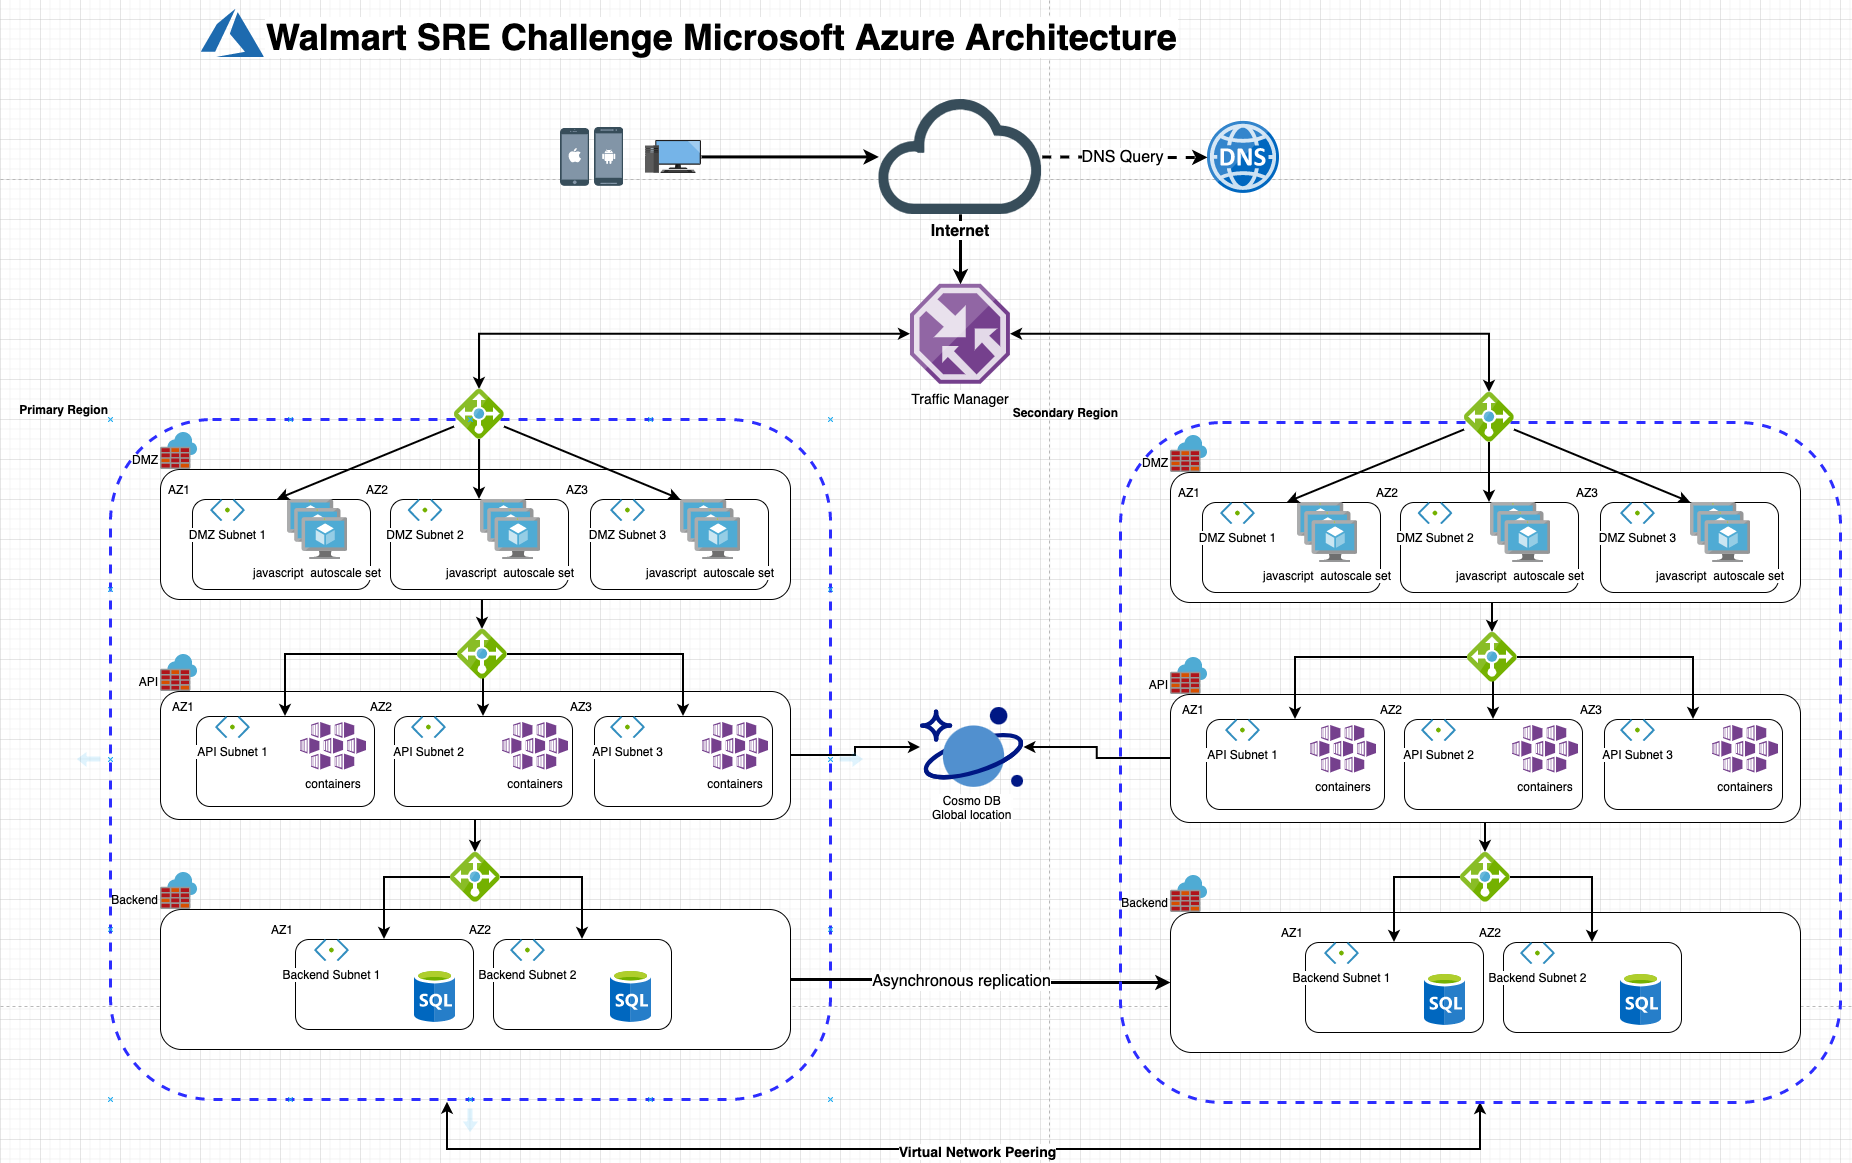 Walmart SRE Challenge Microsoft Azure Architecture
DNS Query
DNS
Internet
Traffic Manager
Primary Region
Secondary Region
DMZ
AZ1
AZ2
AZ3
DMZ Subnet 1
DMZ Subnet 2
DMZ Subnet 3
javascript autoscale set
javascript autoscale set
javascript autoscale set
API
AZ1
AZ2
AZ3
API Subnet 1
API Subnet 2
API Subnet 3
containers
containers
containers
Backend
AZ1
AZ2
Backend Subnet 1
Backend Subnet 2
SQL
SQL
Cosmo DB
Global location
Asynchronous replication
DMZ
AZ1
AZ2
AZ3
DMZ Subnet 1
DMZ Subnet 2
DMZ Subnet 3
javascript autoscale set
javascript autoscale set
javascript autoscale set
API
AZ1
AZ2
AZ3
API Subnet 1
API Subnet 2
API Subnet 3
containers
containers
containers
Backend
AZ1
AZ2
Backend Subnet 1
Backend Subnet 2
SQL
SQL
Virtual Network Peering